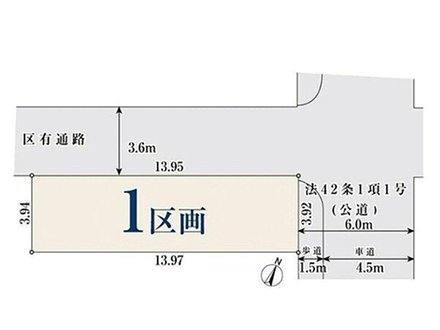 区有通路
3.6m
13.95
3.94
1区画
3.92
法42条1項1号
(公道)
6.0m
歩道
車道
1.5m
4.5m
13.97
N